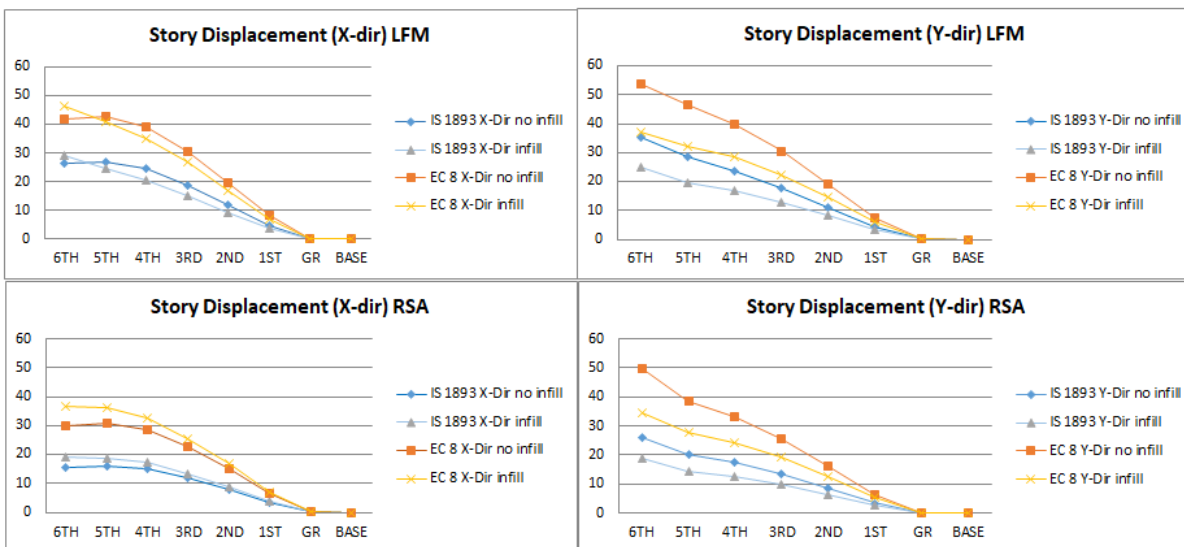 Story Displacement (X-dir) LFM
60
50
40
30
20
10
0
6TH 5TH 4TH 3RD 2ND 1ST GR BASE
IS 1893 X-Dir no infill
IS 1893 X-Dir infill
EC 8 X-Dir no infill
EC 8 X-Dir infill
Story Displacement (Y-dir) LFM
60
50
40
30
20
10
0
6TH 5TH 4TH 3RD 2ND 1ST GR BASE
IS 1893 Y-Dir no infill
IS 1893 Y-Dir infill
EC 8 Y-Dir no infill
EC 8 Y-Dir infill
Story Displacement (X-dir) RSA
60
50
40
30
20
10
0
6TH 5TH 4TH 3RD 2ND 1ST GR BASE
IS 1893 X-Dir no infill
IS 1893 X-Dir infill
EC 8 X-Dir no infill
EC 8 X-Dir infill
Story Displacement (Y-dir) RSA
60
50
40
30
20
10
0
6TH 5TH 4TH 3RD 2ND 1ST GR BASE
IS 1893 Y-Dir no infill
IS 1893 Y-Dir infill
EC 8 Y-Dir no infill
EC 8 Y-Dir infill